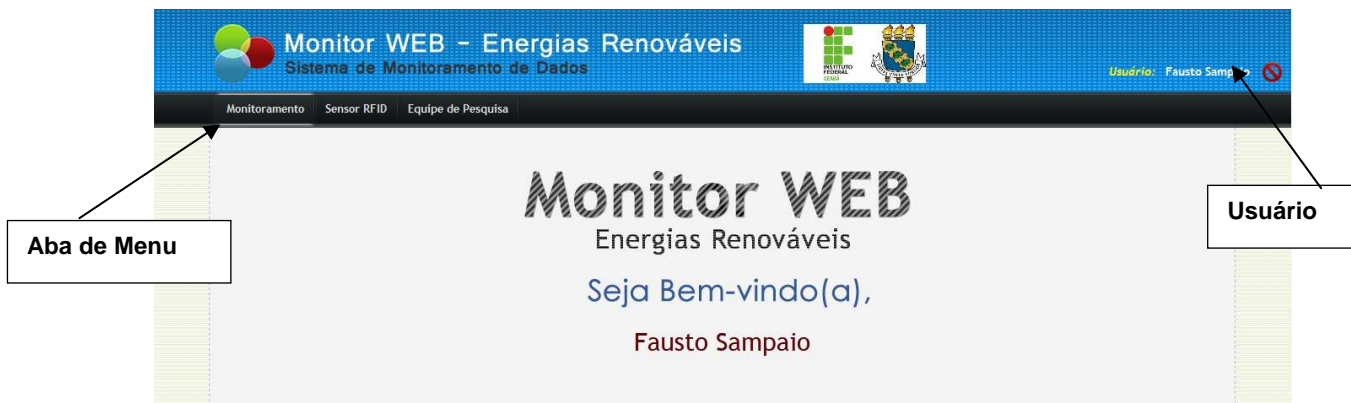 Monitor WEB – Energias Renováveis
Sistema de Monitoramento de Dados
INSTITUTO
FEDERAL
CEARÁ
Usuário: Fausto Sampaio
Monitoramento Sensor RFID Equipe de Pesquisa
Monitor WEB
Energias Renováveis
Seja Bem-vindo(a),
Fausto Sampaio
Aba de Menu
Usuário